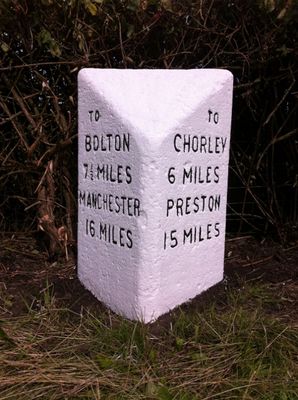 TO
BOLTON
7½ MILES
MANCHESTER
16 MILES
TO
CHORLEY
6 MILES
PRESTON
15 MILES